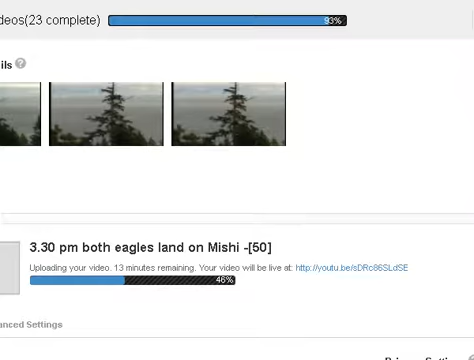 deos(23 complete) 93%
ils ?
3.30 pm both eagles land on Mishi -[50]
Uploading your video. 13 minutes remaining. Your video will be live at: http://youtu.be/sDRc86SLdSE
46%
anced Settings